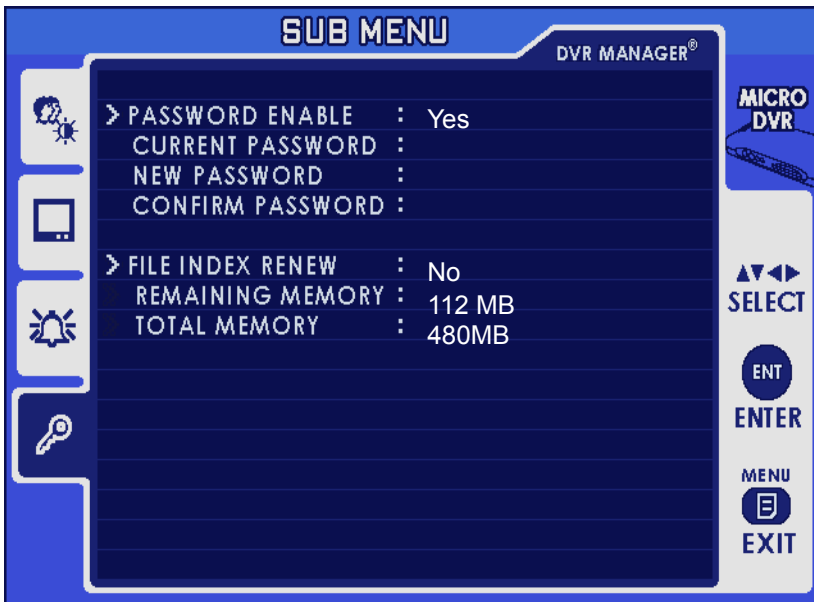 SUB MENU
DVR MANAGER®
> PASSWORD ENABLE : Yes
CURRENT PASSWORD :
NEW PASSWORD :
CONFIRM PASSWORD :
> FILE INDEX RENEW : No
REMAINING MEMORY : 112 MB
TOTAL MEMORY : 480MB
MICRO
DVR
▲▼◀▶
SELECT
ENT
ENTER
MENU
EXIT